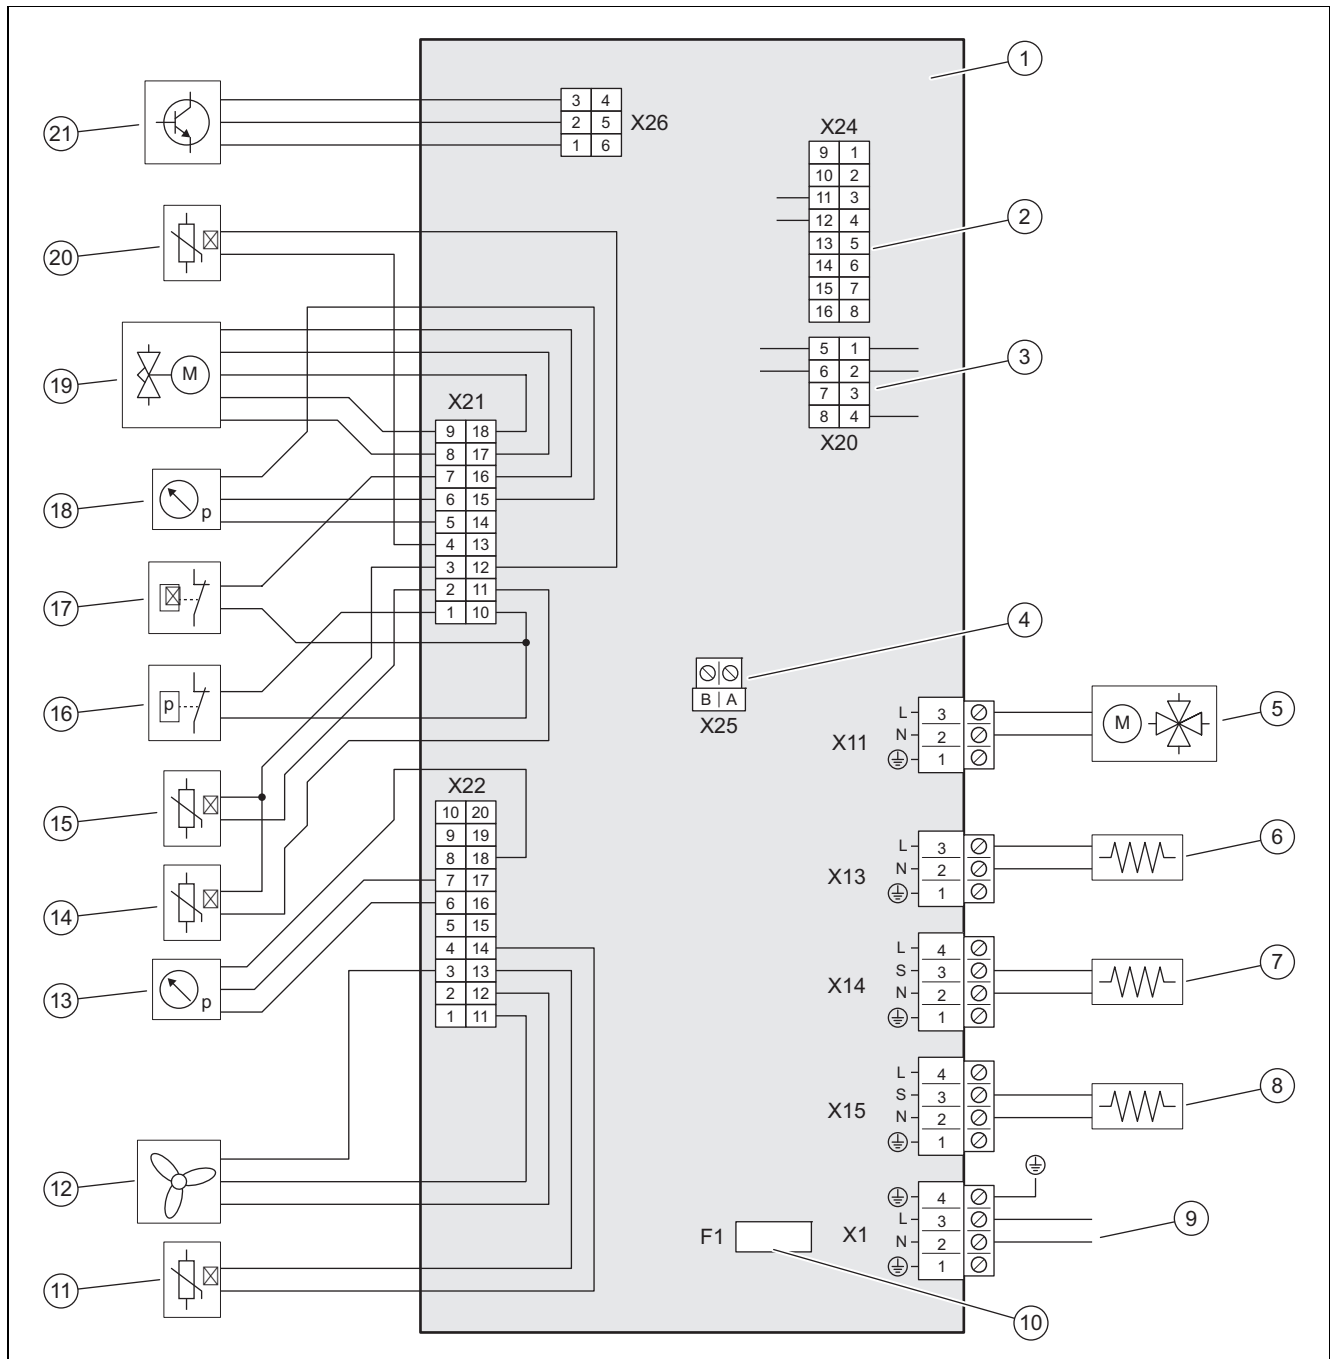 1
21
3 4
2 5
1 6
X26
X24
9 1
10 2
11 3
12 4
13 5
14 6
15 7
16 8
2
20
5 1
6 2
7 3
8 4
X20
3
19
M
X21
9 18
8 17
7 16
6 15
5 14
4 13
3 12
2 11
1 10
18
p
17
16
p
4
B A
X25
X11
L 3
N 2
1
M
5
15
X22
10 20
9 19
8 18
7 17
6 16
5 15
4 14
3 13
2 12
1 11
X13
L 3
N 2
1
6
14
13
p
X14
L 4
S 3
N 2
1
7
X15
L 4
S 3
N 2
1
8
12
F1
X1
4
L 3
N 2
1
9
11
10